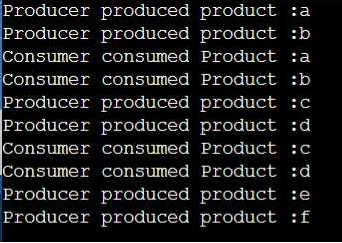 Producer produced product :a
Producer produced product :b
Consumer consumed Product :a
Consumer consumed Product :b
Producer produced product :c
Producer produced product :d
Consumer consumed Product :c
Consumer consumed Product :d
Producer produced product :e
Producer produced product :f